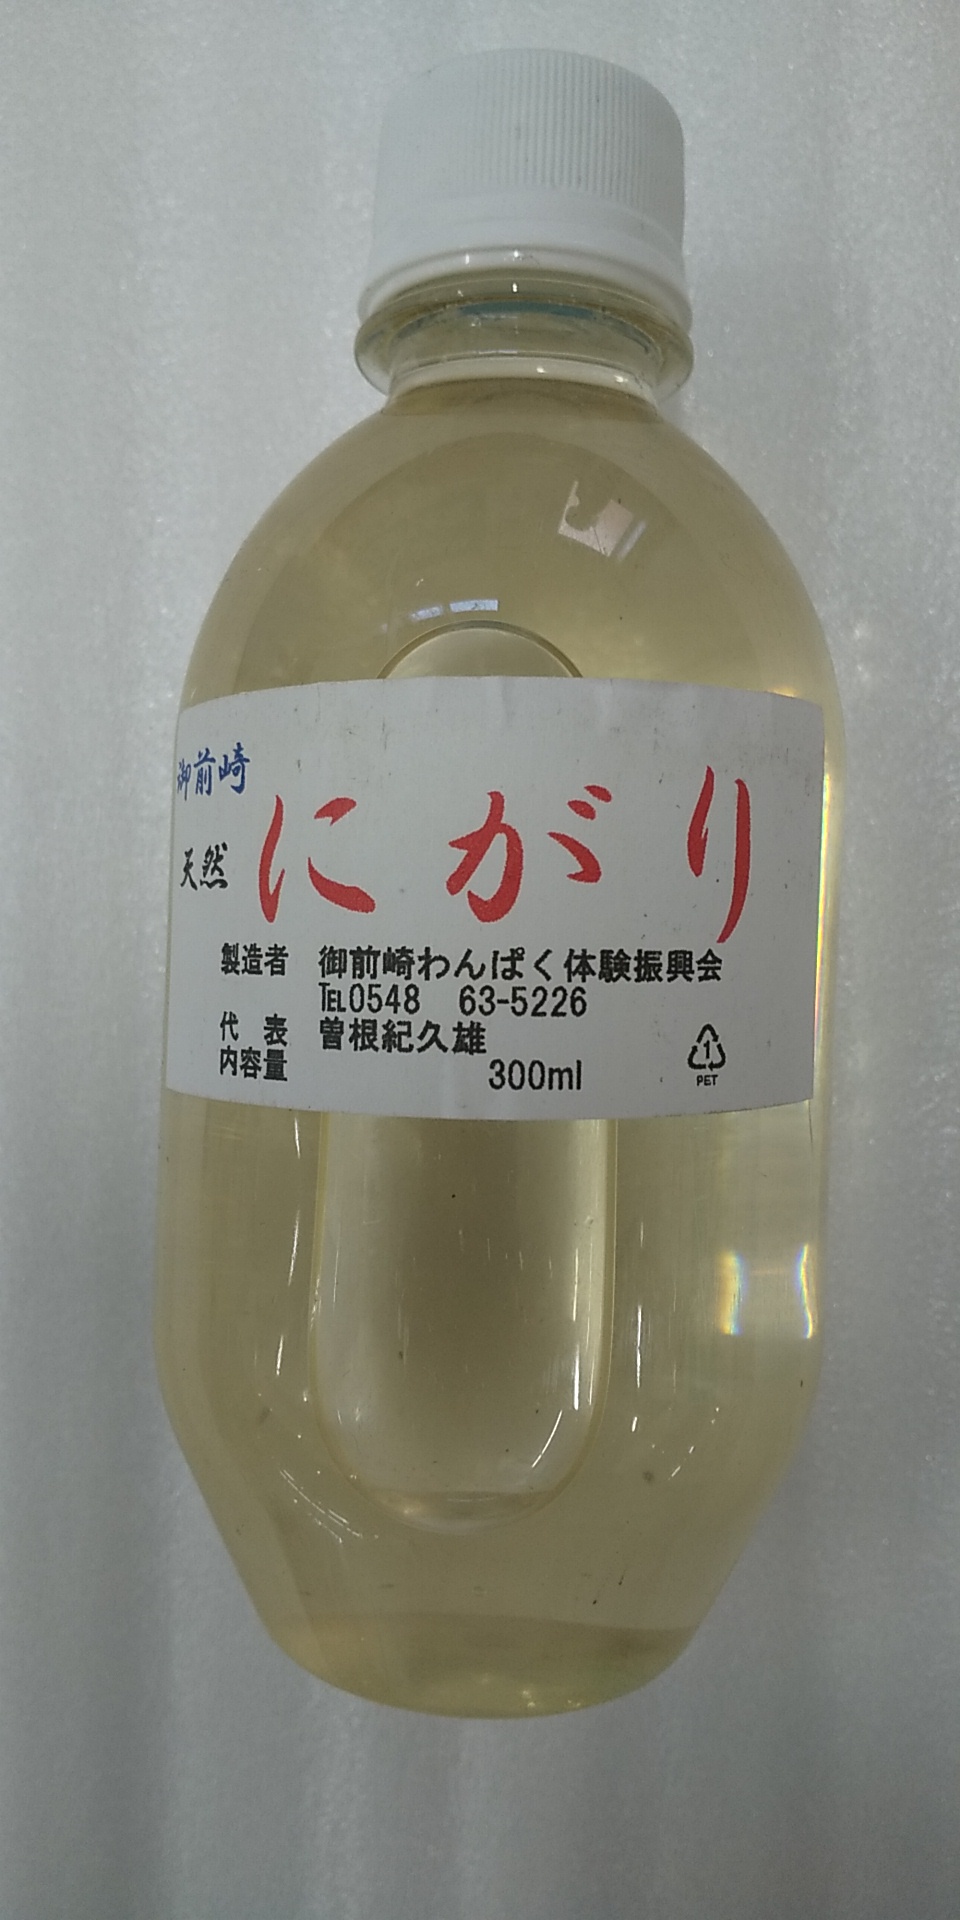 御前崎
天然 にがり
製造者 御前崎わんぱく体験振興会
TEL0548 63-5226
代 表 曽根紀久雄
内容量 300ml
1
PET